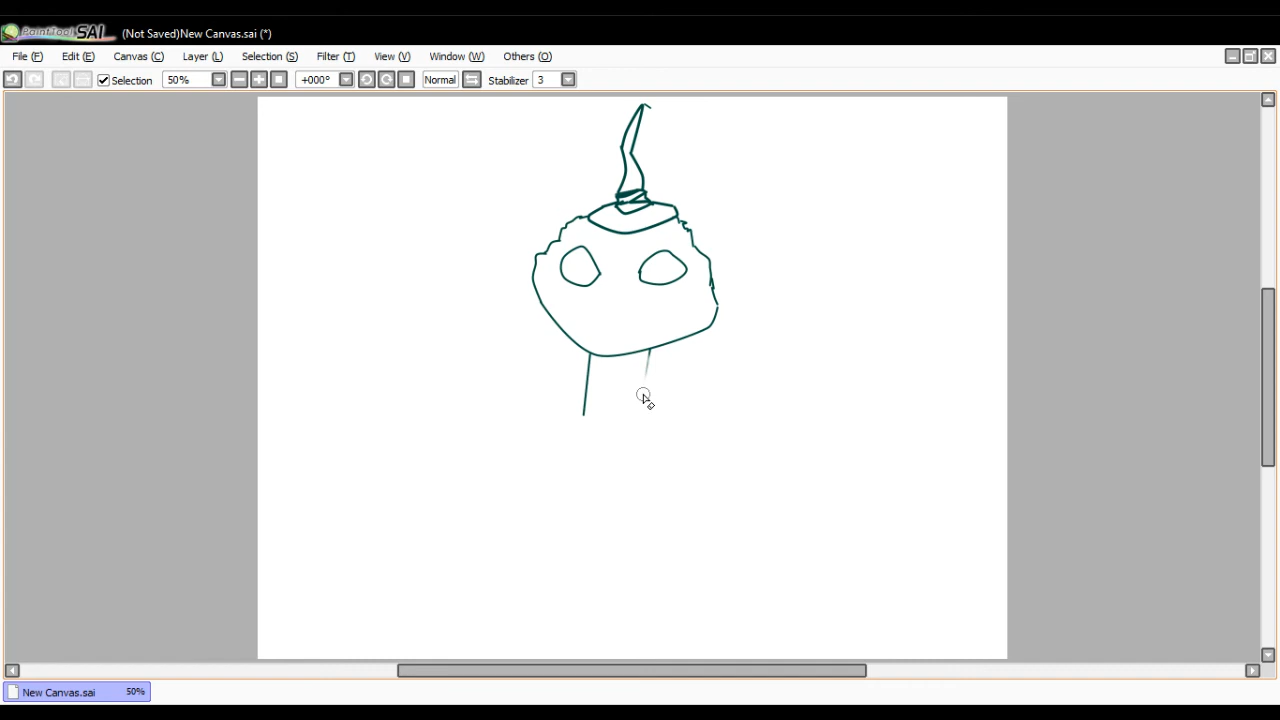 PaintTool SAI (Not Saved)New Canvas.sai (*)
File (F) Edit (E) Canvas (C) Layer (L) Selection (S) Filter (T) View (V) Window (W) Others (O)
Selection 50% +000° Normal Stabilizer 3
New Canvas.sai 50%